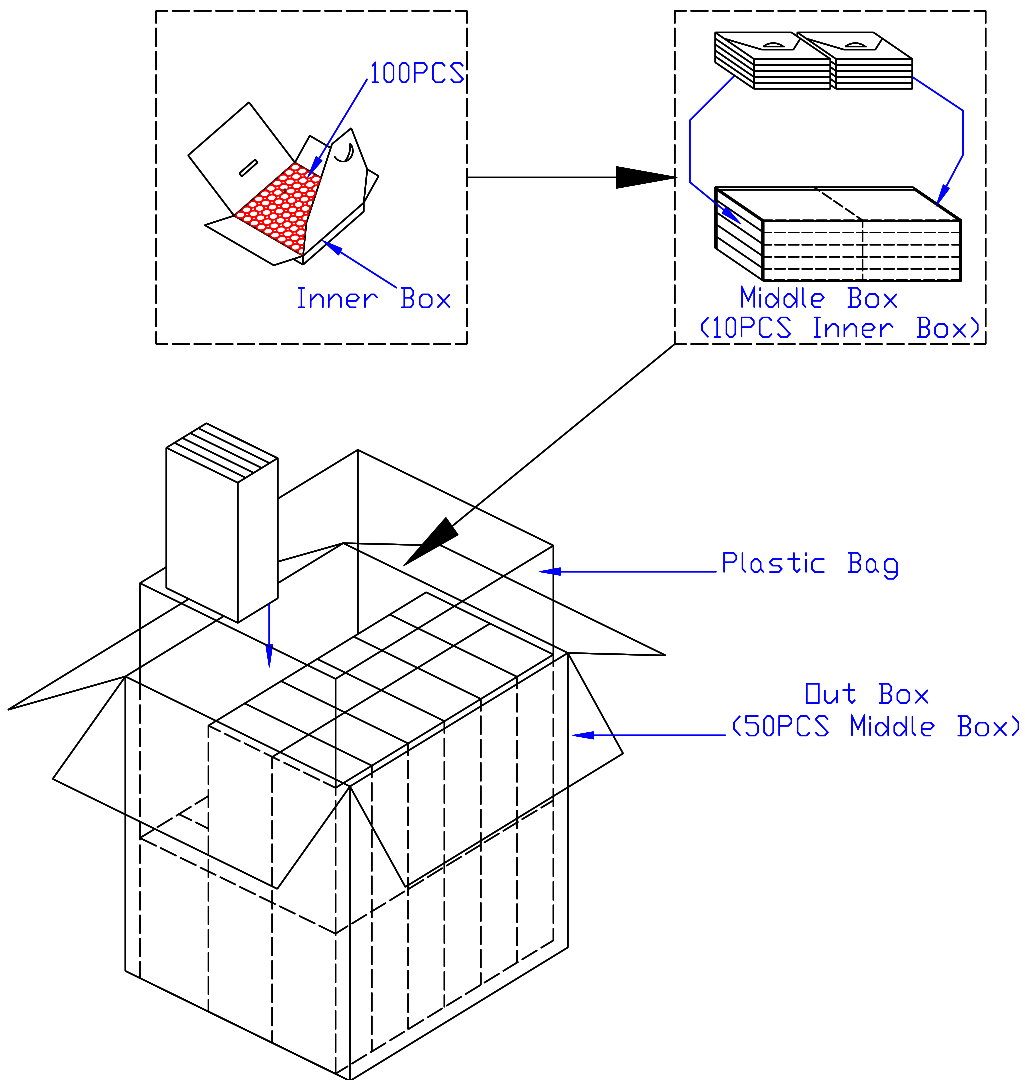 100PCS
Inner Box
Middle Box
(10PCS Inner Box)
Plastic Bag
Out Box
(50PCS Middle Box)